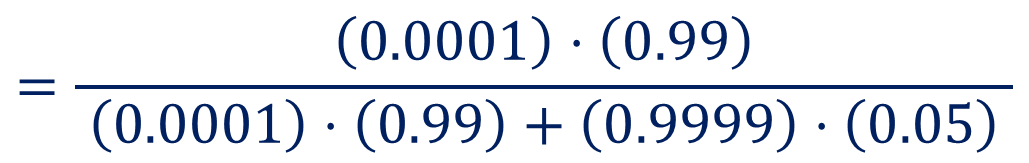 (0.0001) · (0.99)
=
(0.0001) · (0.99) + (0.9999) · (0.05)